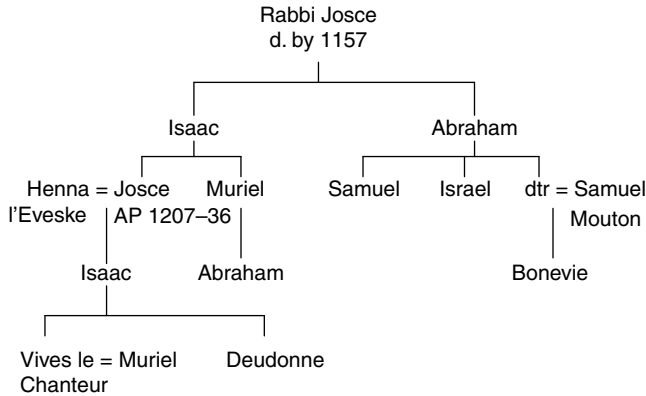 Rabbi Josce
d. by 1157
Isaac Abraham
Henna = Josce Muriel Samuel Israel dtr = Samuel
l'Eveske AP 1207–36 Mouton
Isaac Abraham Bonevie
Vives le = Muriel Deudonne
Chanteur